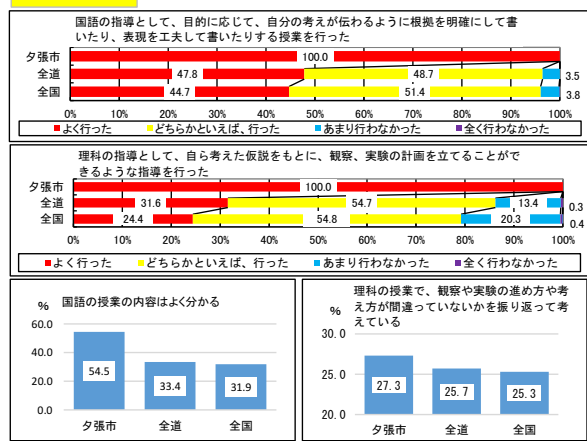 国語の指導として、目的に応じて、自分の考えが伝わるように根拠を明確にして書
いたり、表現を工夫して書いたりする授業を行った
夕張市
100.0
全道
47.8
48.7
3.5
全国
44.7
51.4
3.8
0% 10% 20% 30% 40% 50% 60% 70% 80% 90% 100%
よく行った どちらかといえば、行った あまり行わなかった 全く行わなかった
理科の指導として、自ら考えた仮説をもとに、観察、実験の計画を立てることがで
きるような指導を行った
夕張市
100.0
全道
31.6
54.7
13.4
0.3
全国
24.4
54.8
20.3
0.4
0% 10% 20% 30% 40% 50% 60% 70% 80% 90% 100%
よく行った どちらかといえば、行った あまり行わなかった 全く行わなかった
% 国語の授業の内容はよく分かる
60.0
40.0
20.0
0.0
54.5
33.4
31.9
夕張市 全道 全国
理科の授業で、観察や実験の進め方や考
え方が間違っていないかを振り返って考
えている
%
30.0
25.0
20.0
27.3
25.7
25.3
夕張市 全道 全国